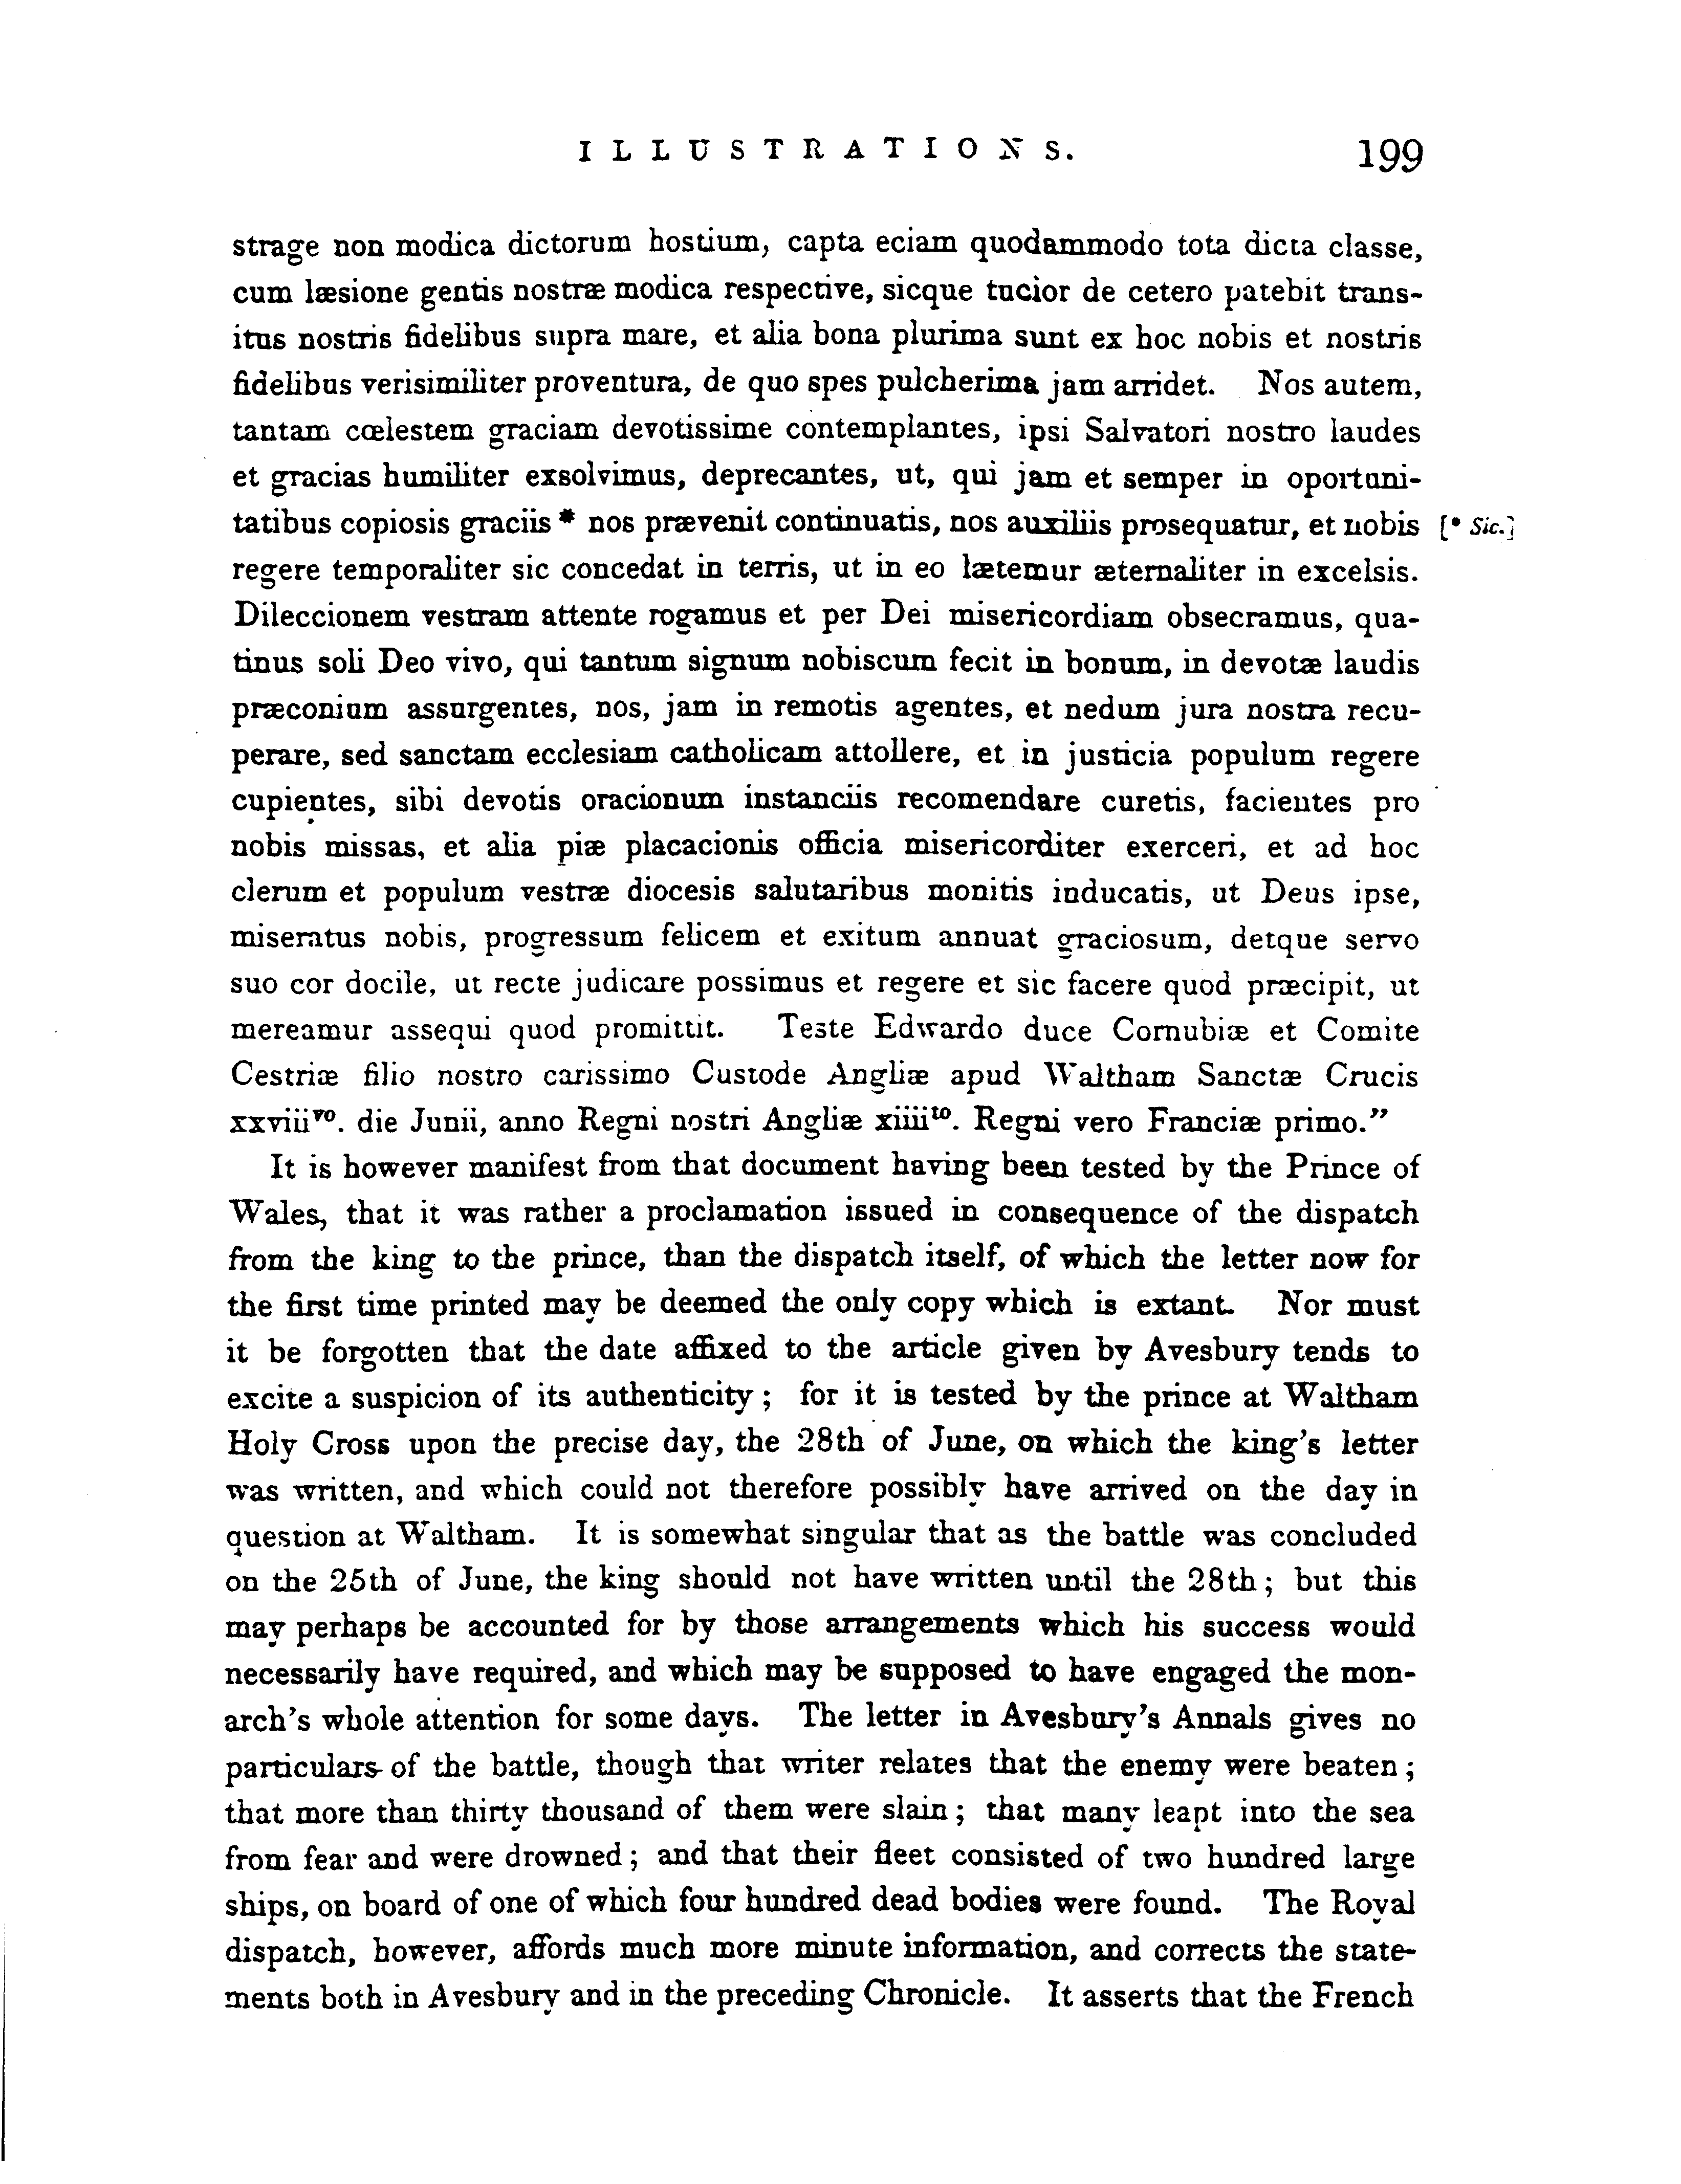 ILLUSTRATIONS. 199
strage non modica dictorum hostium, capta eciam quodammodo tota dicta classe,
cum læsione gentis nostræ modica respective, sicque tucior de cetero patebit trans-
itus nostris fidelibus supra mare, et alia bona plurima sunt ex hoc nobis et nostris
fidelibus verisimiliter proventura, de quo spes pulcherima jam arridet. Nos autem,
tantam cœlestem graciam devotissime contemplantes, ipsi Salvatori nostro laudes
et gracias humiliter exsolvimus, deprecantes, ut, qui jam et semper in oportuni-
tatibus copiosis graciis * nos prævenit continuatis, nos auxiliis prosequatur, et nobis [* Sic.]
regere temporaliter sic concedat in terris, ut in eo lætemur æternaliter in excelsis.
Dileccionem vestram attente rogamus et per Dei misericordiam obsecramus, qua-
tinus soli Deo vivo, qui tantum signum nobiscum fecit in bonum, in devotæ laudis
præconium assurgentes, nos, jam in remotis agentes, et nedum jura nostra recu-
perare, sed sanctam ecclesiam catholicam attollere, et in justicia populum regere
cupientes, sibi devotis oracionum instanciis recomendare curetis, facientes pro
nobis missas, et alia piæ placacionis officia misericorditer exerceri, et ad hoc
clerum et populum vestræ diocesis salutaribus monitis inducatis, ut Deus ipse,
miseratus nobis, progressum felicem et exitum annuat graciosum, detque servo
suo cor docile, ut recte judicare possimus et regere et sic facere quod præcipit, ut
mereamur assequi quod promittit. Teste Edwardo duce Cornubiæ et Comite
Cestriæ filio nostro carissimo Custode Angliæ apud Waltham Sanctæ Crucis
xxviiiᵛᵒ. die Junii, anno Regni nostri Angliæ xiiiiᵗᵒ. Regni vero Franciæ primo.”
It is however manifest from that document having been tested by the Prince of
Wales, that it was rather a proclamation issued in consequence of the dispatch
from the king to the prince, than the dispatch itself, of which the letter now for
the first time printed may be deemed the only copy which is extant. Nor must
it be forgotten that the date affixed to the article given by Avesbury tends to
excite a suspicion of its authenticity ; for it is tested by the prince at Waltham
Holy Cross upon the precise day, the 28th of June, on which the king’s letter
was written, and which could not therefore possibly have arrived on the day in
question at Waltham. It is somewhat singular that as the battle was concluded
on the 25th of June, the king should not have written until the 28th ; but this
may perhaps be accounted for by those arrangements which his success would
necessarily have required, and which may be supposed to have engaged the mon-
arch’s whole attention for some days. The letter in Avesbury’s Annals gives no
particulars of the battle, though that writer relates that the enemy were beaten ;
that more than thirty thousand of them were slain ; that many leapt into the sea
from fear and were drowned ; and that their fleet consisted of two hundred large
ships, on board of one of which four hundred dead bodies were found. The Royal
dispatch, however, affords much more minute information, and corrects the state-
ments both in Avesbury and in the preceding Chronicle. It asserts that the French